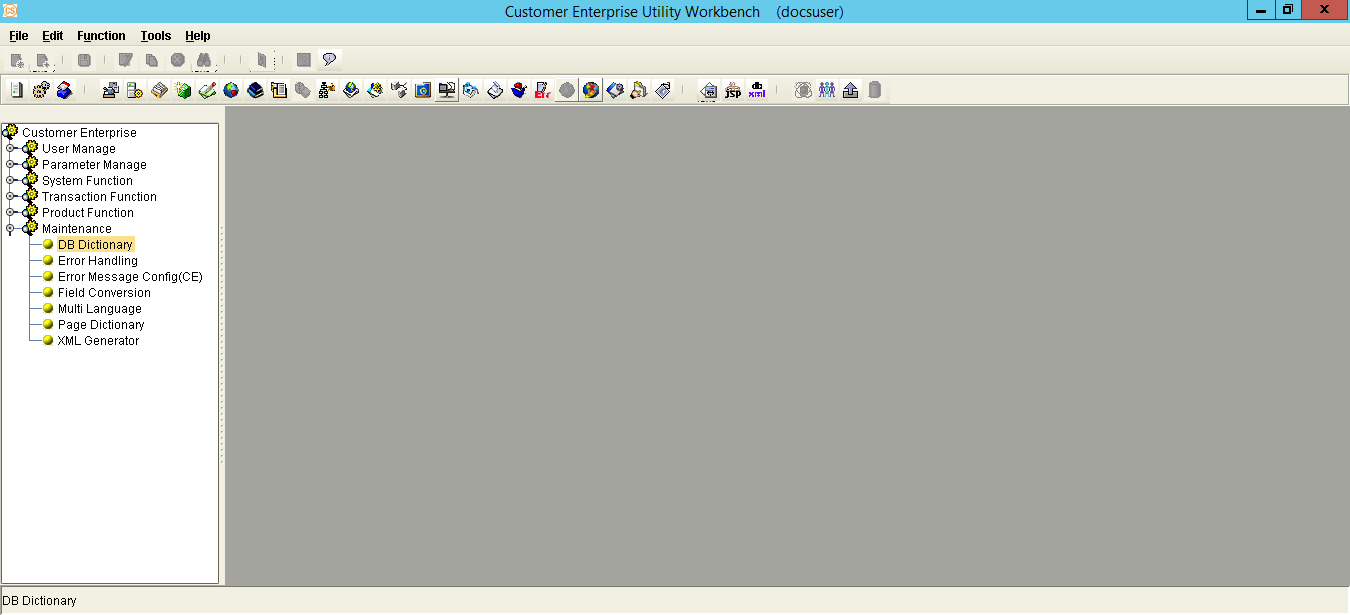 Customer Enterprise Utility Workbench (docsuser)
File Edit Function Tools Help
jsp
xml
Customer Enterprise
User Manage
Parameter Manage
System Function
Transaction Function
Product Function
Maintenance
DB Dictionary
Error Handling
Error Message Config(CE)
Field Conversion
Multi Language
Page Dictionary
XML Generator
DB Dictionary